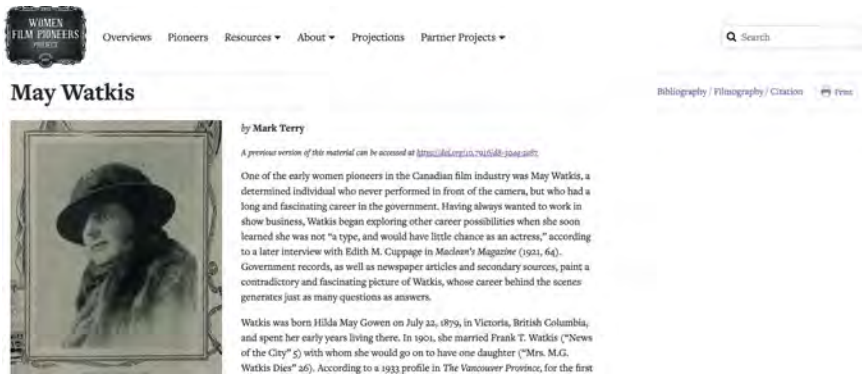 WOMEN
FILM PIONEERS
PROJECT
Overviews Pioneers Resources ▾ About ▾ Projections Partner Projects ▾
Search
May Watkis
Bibliography / Filmography / Citation Print
by Mark Terry
A previous version of this material can be accessed at
One of the early women pioneers in the Canadian film industry was May Watkis, a
determined individual who never performed in front of the camera, but who had a
long and fascinating career in the government. Having always wanted to work in
show business, Watkis began exploring other career possibilities when she soon
learned she was not “a type, and would have little chance as an actress,” according
to a later interview with Edith M. Cuppage in Maclean’s Magazine (1921, 64).
Government records, as well as newspaper articles and secondary sources, paint a
contradictory and fascinating picture of Watkis, whose career behind the scenes
generates just as many questions as answers.
Watkis was born Hilda May Gowen on July 22, 1879, in Victoria, British Columbia,
and spent her early years living there. In 1901, she married Frank T. Watkis (“News
of the City” 5) with whom she would go on to have one daughter (“Mrs. M.G.
Watkis Dies” 26). According to a 1933 profile in The Vancouver Province, for the first